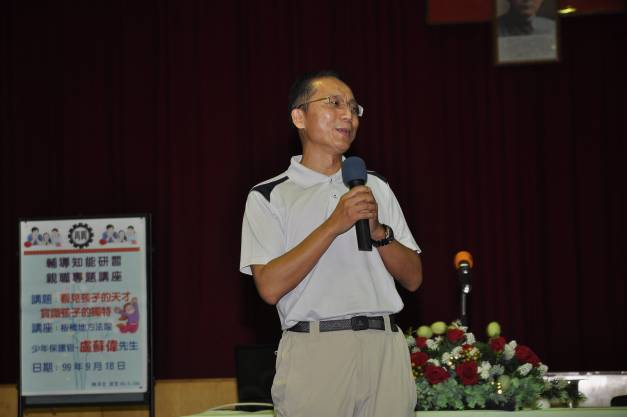 輔導知能研習
親職專題講座
講題：看見孩子的天才
賞識孩子的獨特
講座：板橋地方法院
少年保護官-盧蘇偉先生
日期：99年9月18日